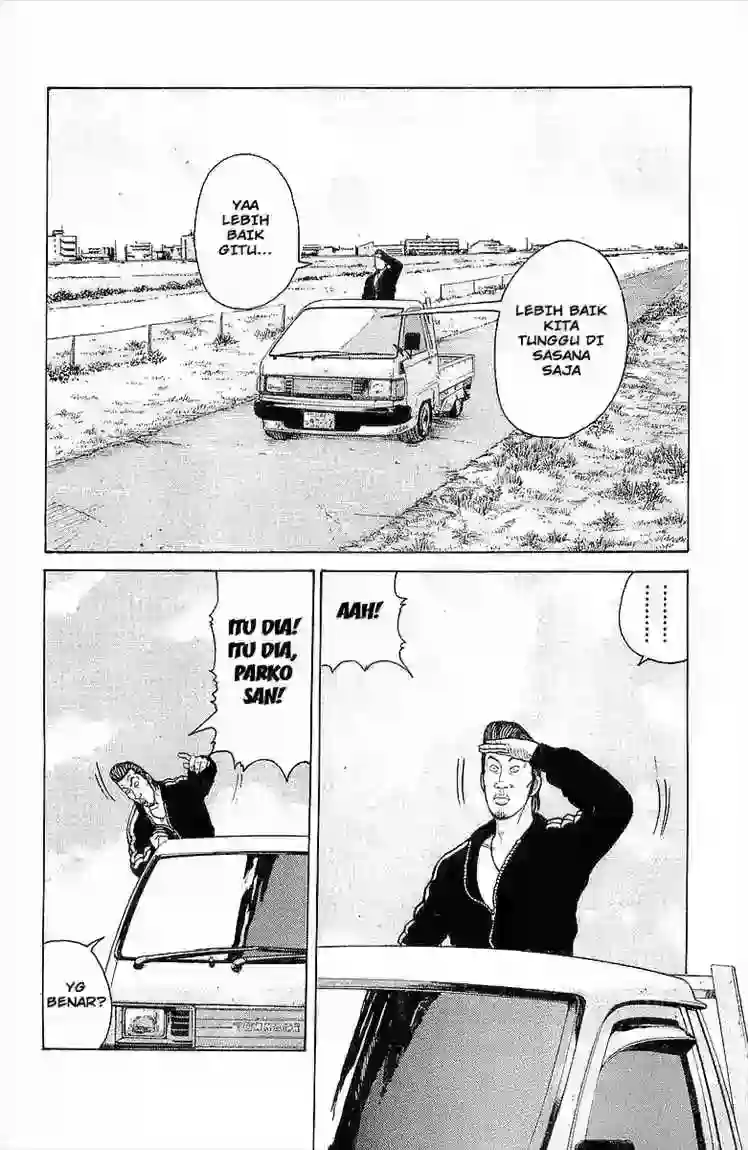 LEBIH BAIK
KITA
TUNGGU DI
SASANA
SAJA
YAA
LEBIH
BAIK
GITU...
AAH!
ITU DIA!
ITU DIA,
PARKO
SAN!
YG
BENAR?